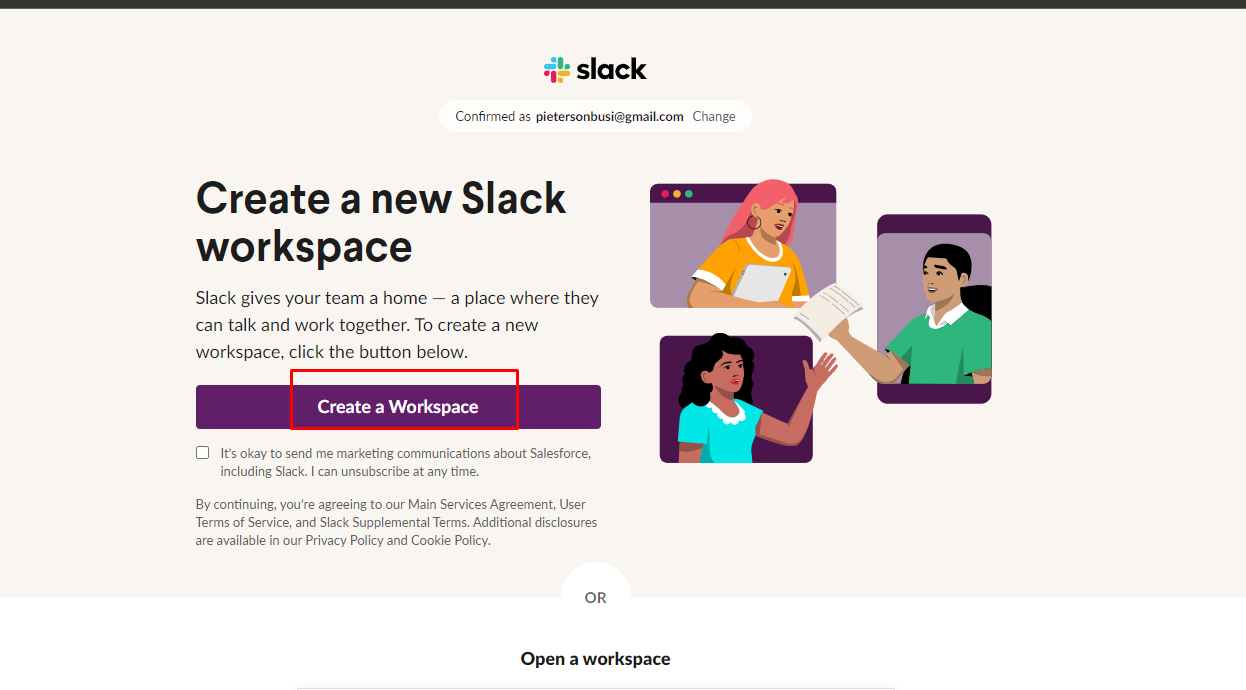 slack
Confirmed as pietersonbusi@gmail.com Change
Create a new Slack
workspace
Slack gives your team a home — a place where they
can talk and work together. To create a new
workspace, click the button below.
Create a Workspace
It's okay to send me marketing communications about Salesforce,
including Slack. I can unsubscribe at any time.
By continuing, you're agreeing to our Main Services Agreement, User
Terms of Service, and Slack Supplemental Terms. Additional disclosures
are available in our Privacy Policy and Cookie Policy.
OR
Open a workspace